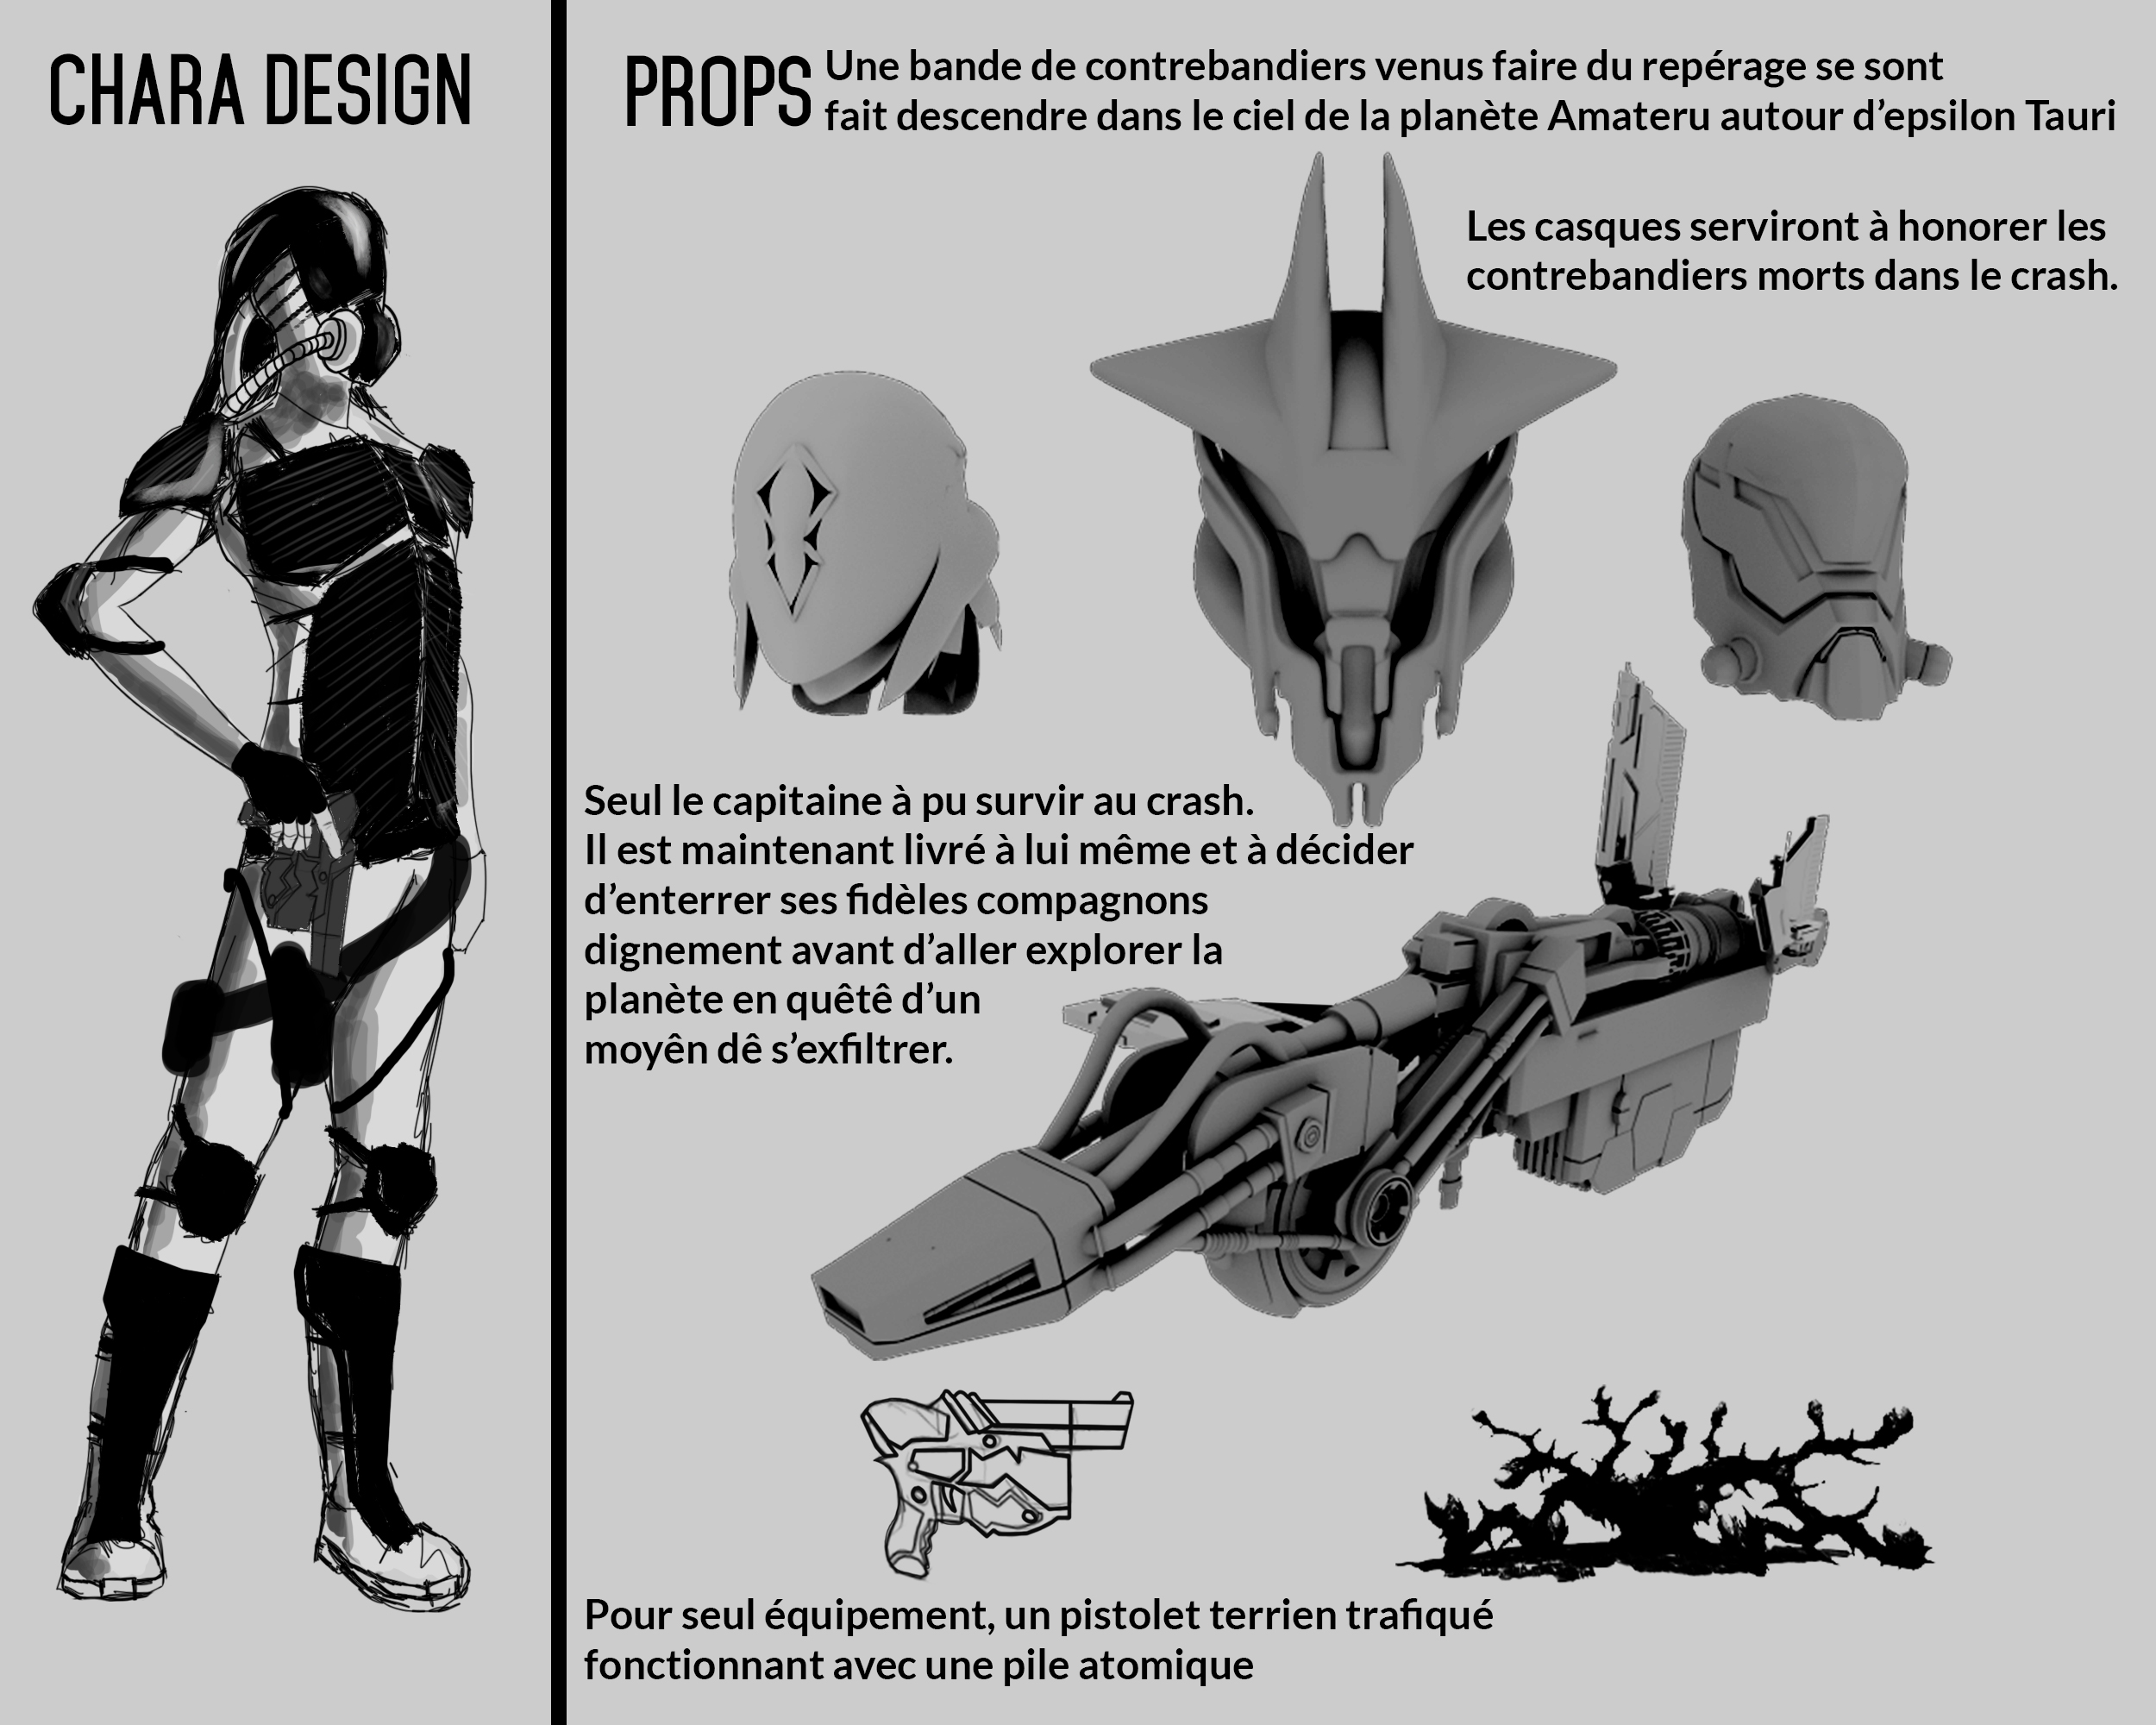 CHARA DESIGN
PROPS
Une bande de contrebandiers venus faire du repérage se sont
fait descendre dans le ciel de la planète Amateru autour d’epsilon Tauri
Les casques serviront à honorer les
contrebandiers morts dans le crash.
Seul le capitaine à pu survir au crash.
Il est maintenant livré à lui même et à décider
d’enterrer ses fidèles compagnons
dignement avant d’aller explorer la
planète en quêtê d’un
moyên dê s’exfiltrer.
Pour seul équipement, un pistolet terrien trafiqué
fonctionnant avec une pile atomique